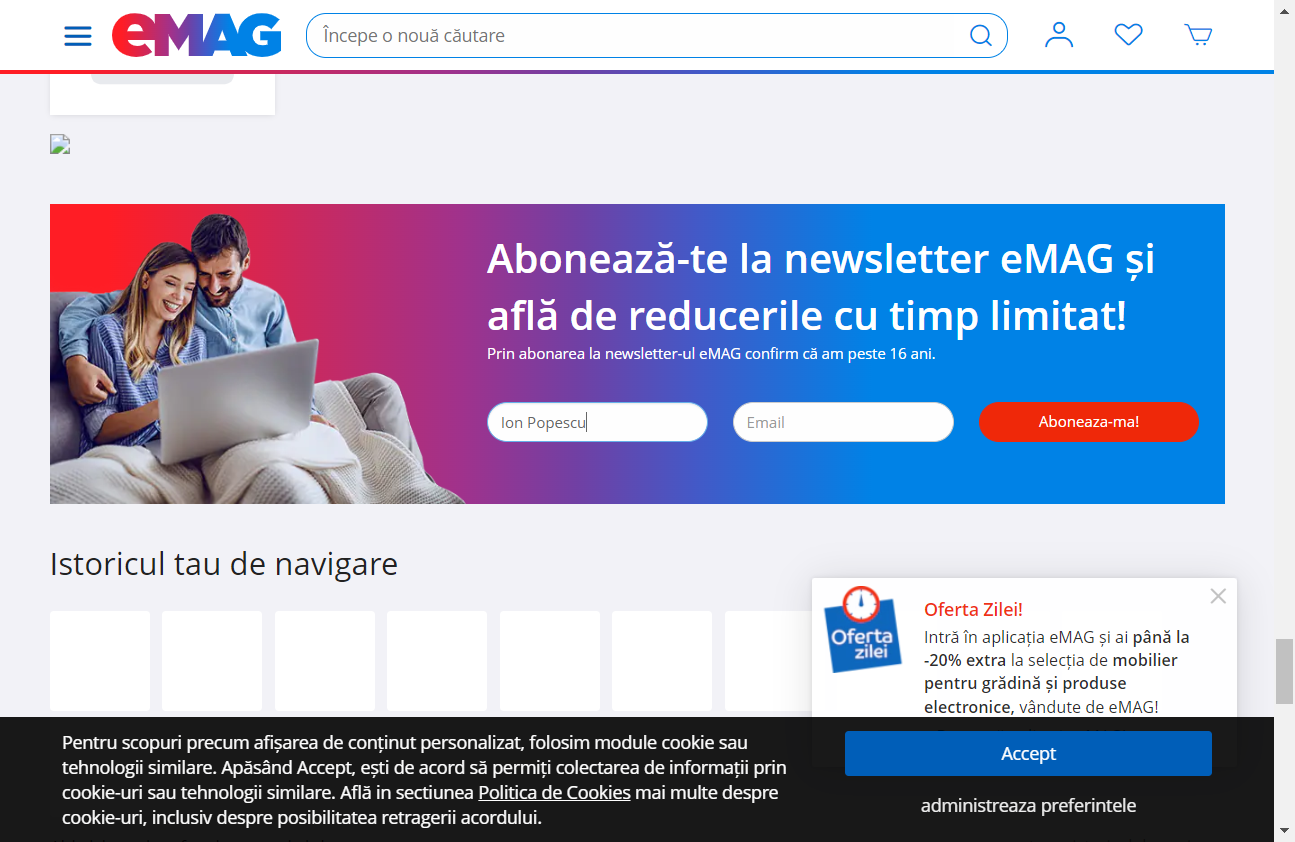 eMAG
Începe o nouă căutare
Abonează-te la newsletter eMAG și
află de reducerile cu timp limitat!
Prin abonarea la newsletter-ul eMAG confirm că am peste 16 ani.
Ion Popescu
Email
Aboneaza-ma!
Istoricul tau de navigare
Oferta
zilei
Oferta Zilei!
Intră în aplicația eMAG și ai până la
-20% extra la selecția de mobilier
pentru grădină și produse
electronice, vândute de eMAG!
Pentru scopuri precum afișarea de conținut personalizat, folosim module cookie sau
tehnologii similare. Apăsând Accept, ești de acord să permiți colectarea de informații prin
cookie-uri sau tehnologii similare. Află in sectiunea Politica de Cookies mai multe despre
cookie-uri, inclusiv despre posibilitatea retragerii acordului.
Accept
administreaza preferintele